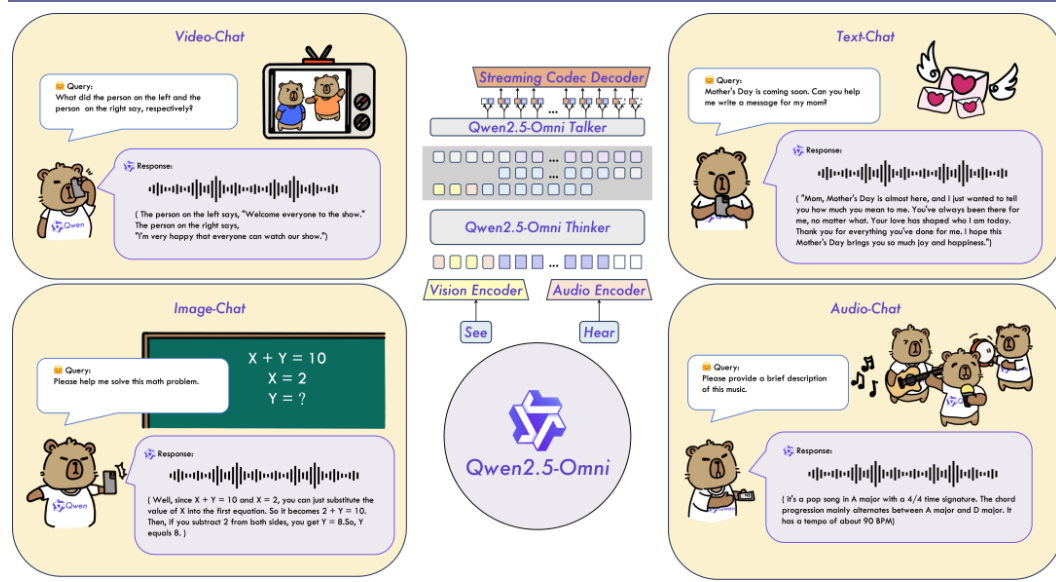 Video-Chat
Query:
What did the person on the left and the
person on the right say, respectively?
Response:
( The person on the left says, "Welcome everyone to the show."
The person on the right says,
"I'm very happy that everyone can watch our show.")
Qwen
Streaming Codec Decoder
...
Qwen2.5-Omni Talker
...
...
Qwen2.5-Omni Thinker
...
Vision Encoder
Audio Encoder
See
Hear
Qwen2.5-Omni
Text-Chat
Query:
Mother's Day is coming soon. Can you help
me write a message for my mom?
Response:
( "Mom, Mother's Day is almost here, and I just wanted to tell
you how much you mean to me. You've always been there for
me, no matter what. Your love has shaped who I am today.
Thank you for everything you've done for me. I hope this
Mother's Day brings you so much joy and happiness.")
Qwen
Image-Chat
X + Y = 10
X = 2
Y = ?
Query:
Please help me solve this math problem.
Response:
( Well, since X + Y = 10 and X = 2, you can just substitute the
value of X into the first equation. So it becomes 2 + Y = 10.
Then, if you subtract 2 from both sides, you get Y = 8.So, Y
equals 8. )
Qwen
Audio-Chat
Query:
Please provide a brief description
of this music.
Response:
( it's a pop song in A major with a 4/4 time signature. The chord
progression mainly alternates between A major and D major. It
has a tempo of about 90 BPM)
Qwen